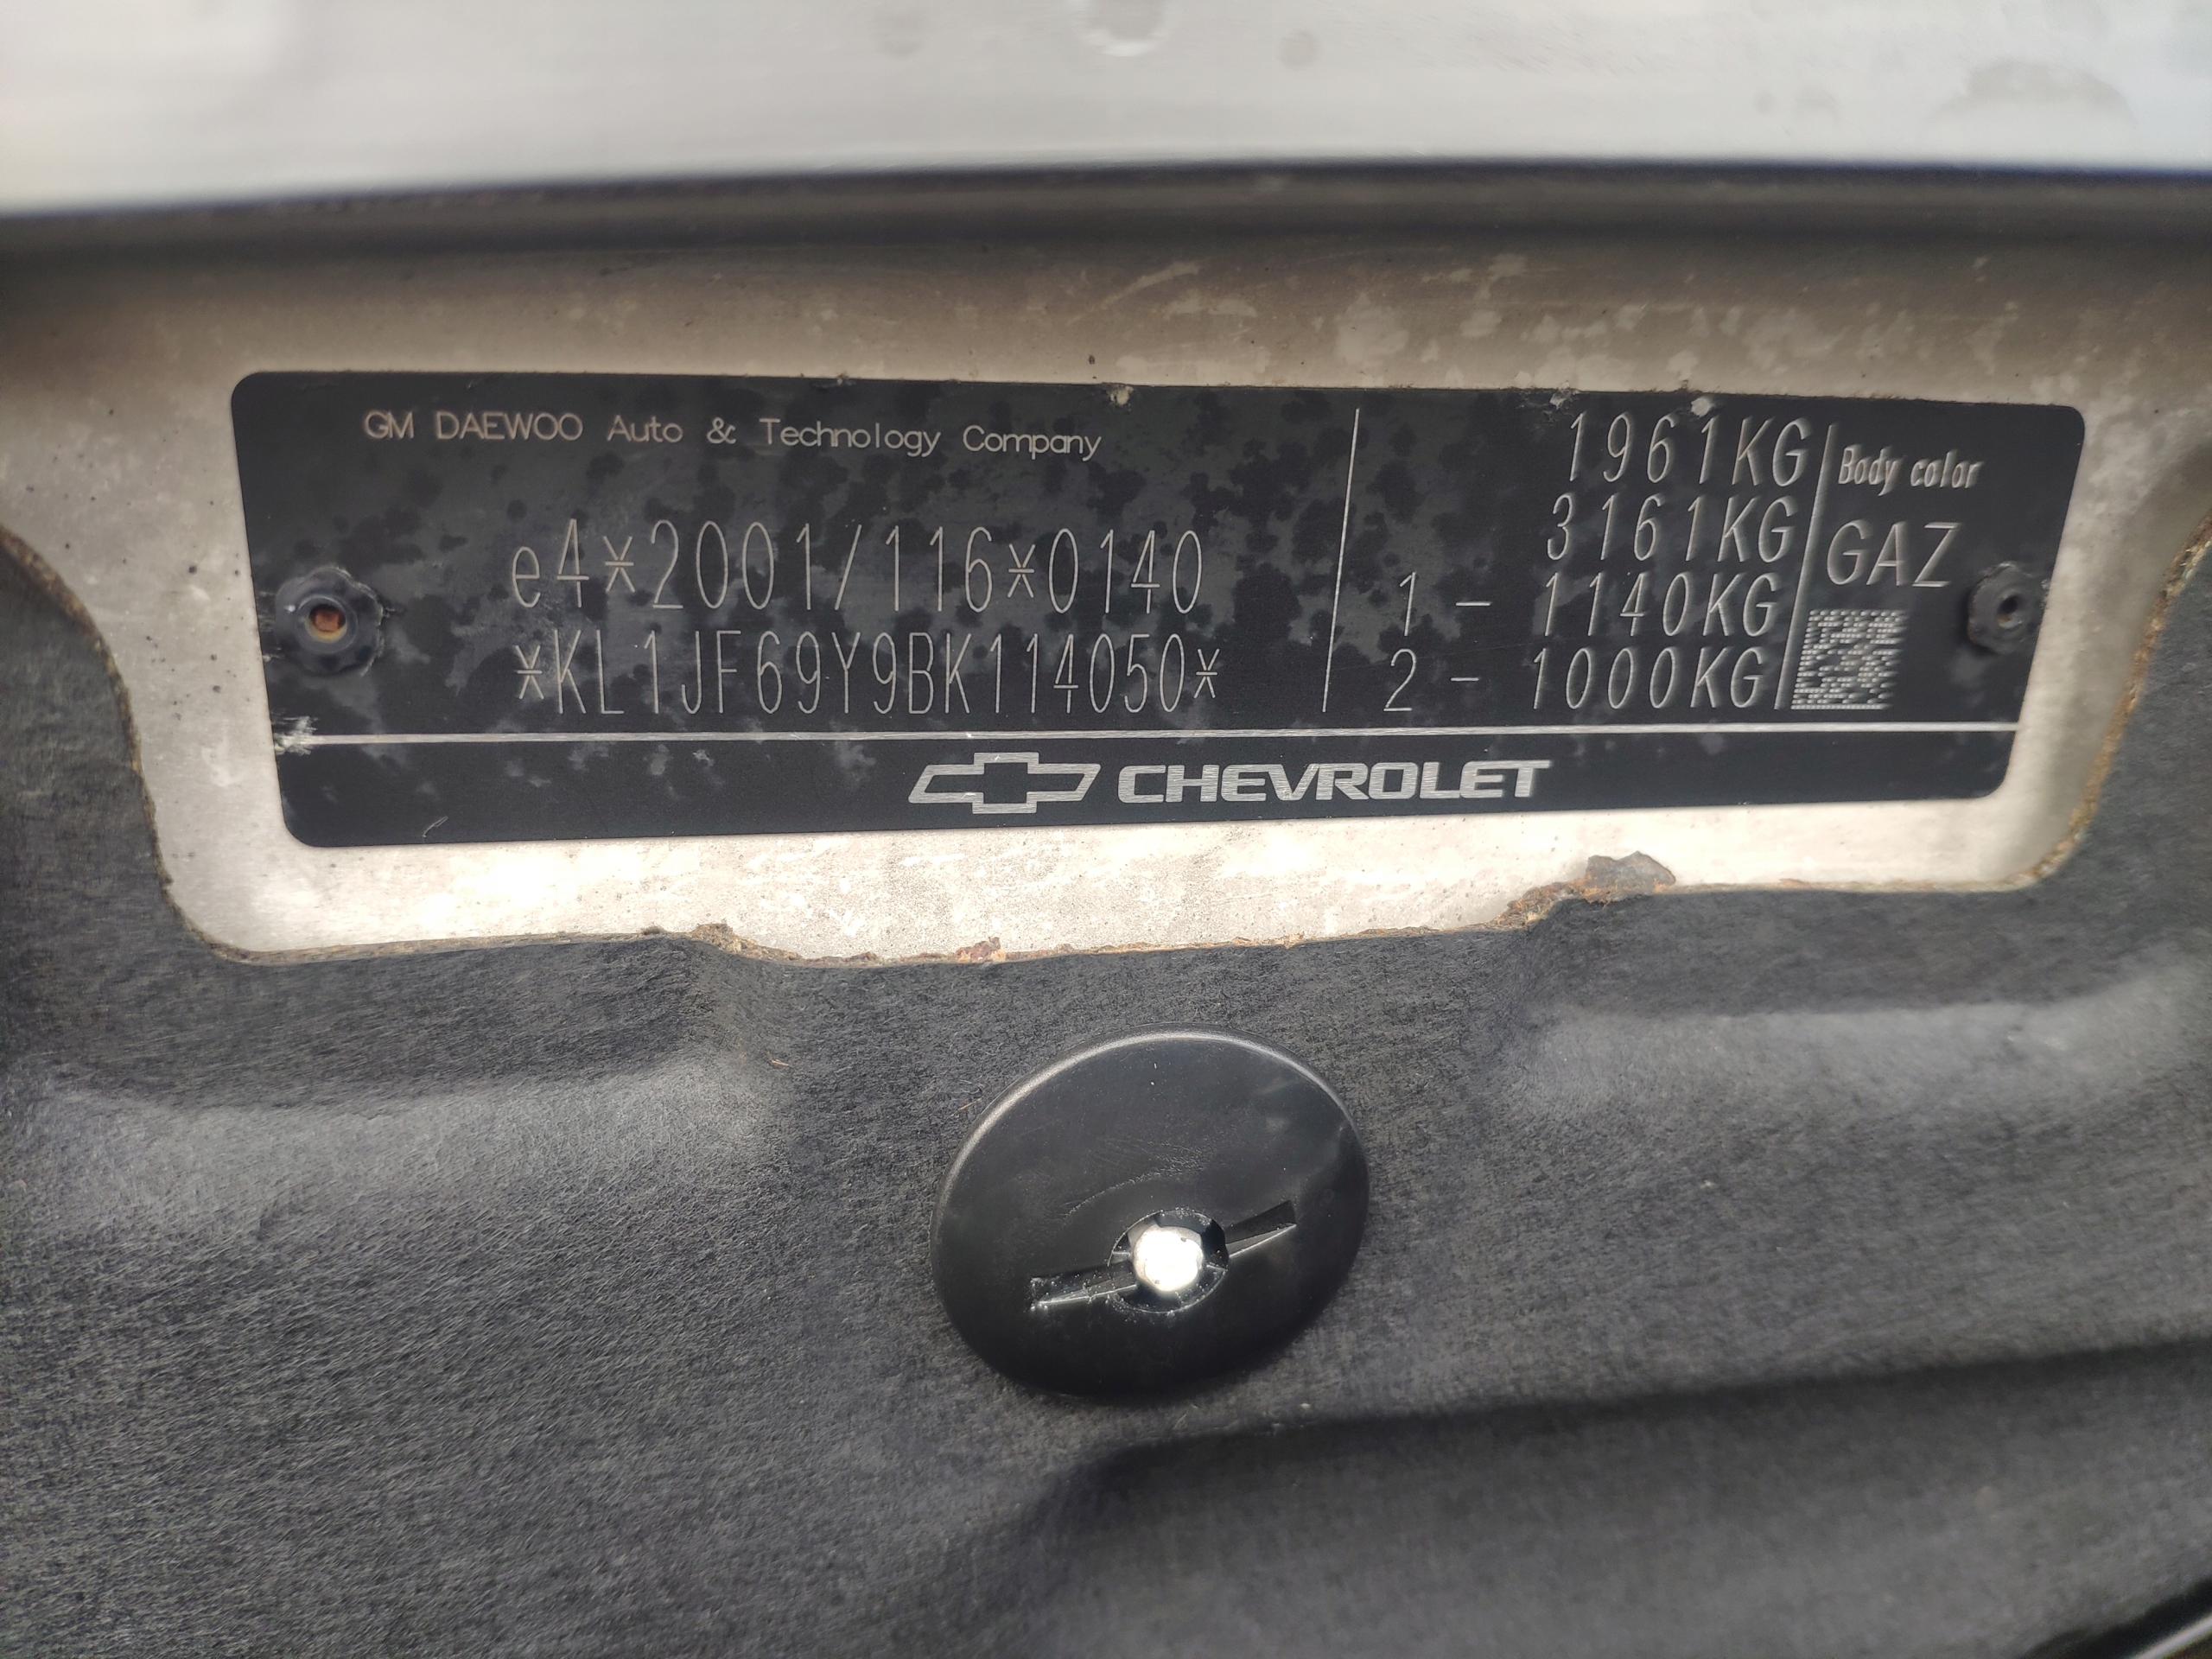 GM DAEWOO Auto & Technology Company
e4*2001/116*0140
*KL1JF69Y9BK114050*
1961KG
3161KG
1 - 1140KG
2 - 1000KG
Body color
GAZ
CHEVROLET